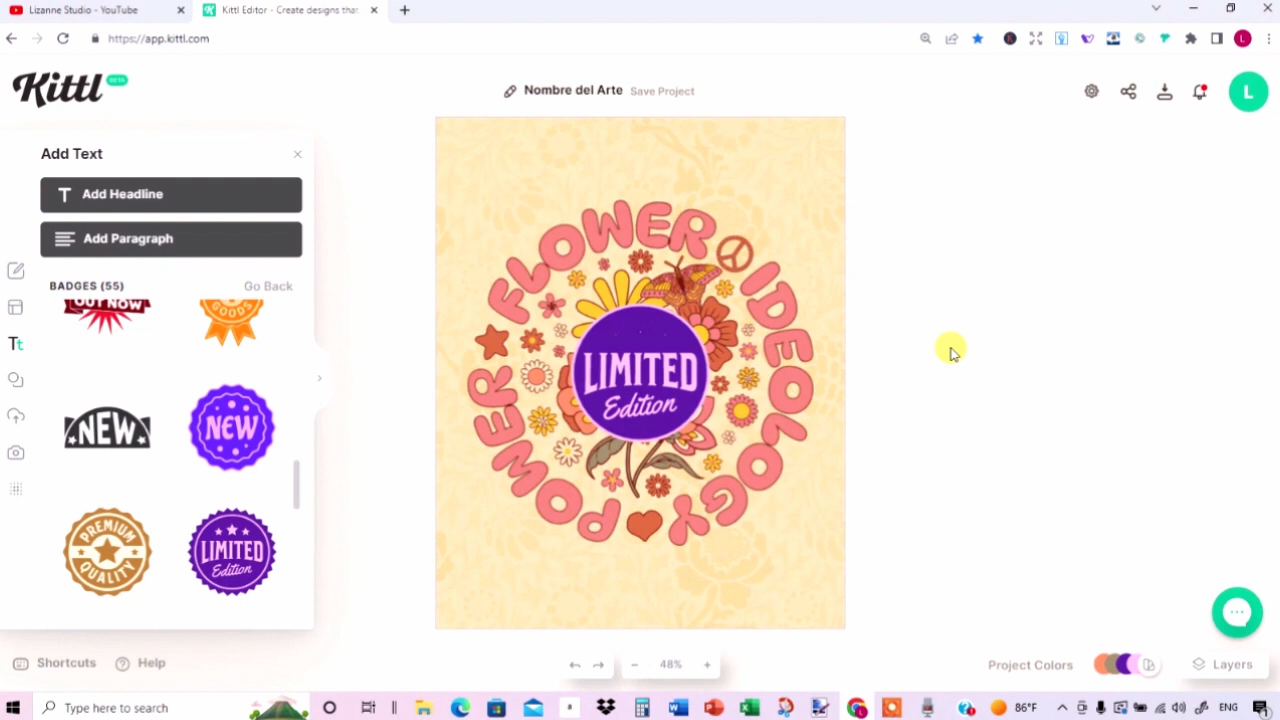 Lizanne Studio - YouTube
Kittl Editor - Create designs that
https://app.kittl.com
Kittl BETA
Nombre del Arte Save Project
L
Add Text
Add Headline
Add Paragraph
BADGES (55) Go Back
OUT NOW
GOODS
NEW
NEW
PREMIUM
QUALITY
LIMITED
Edition
FLOWER
IDEOLOGY
POWER
LIMITED
Edition
Shortcuts
Help
48%
Project Colors
Layers
Type here to search
86°F
ENG